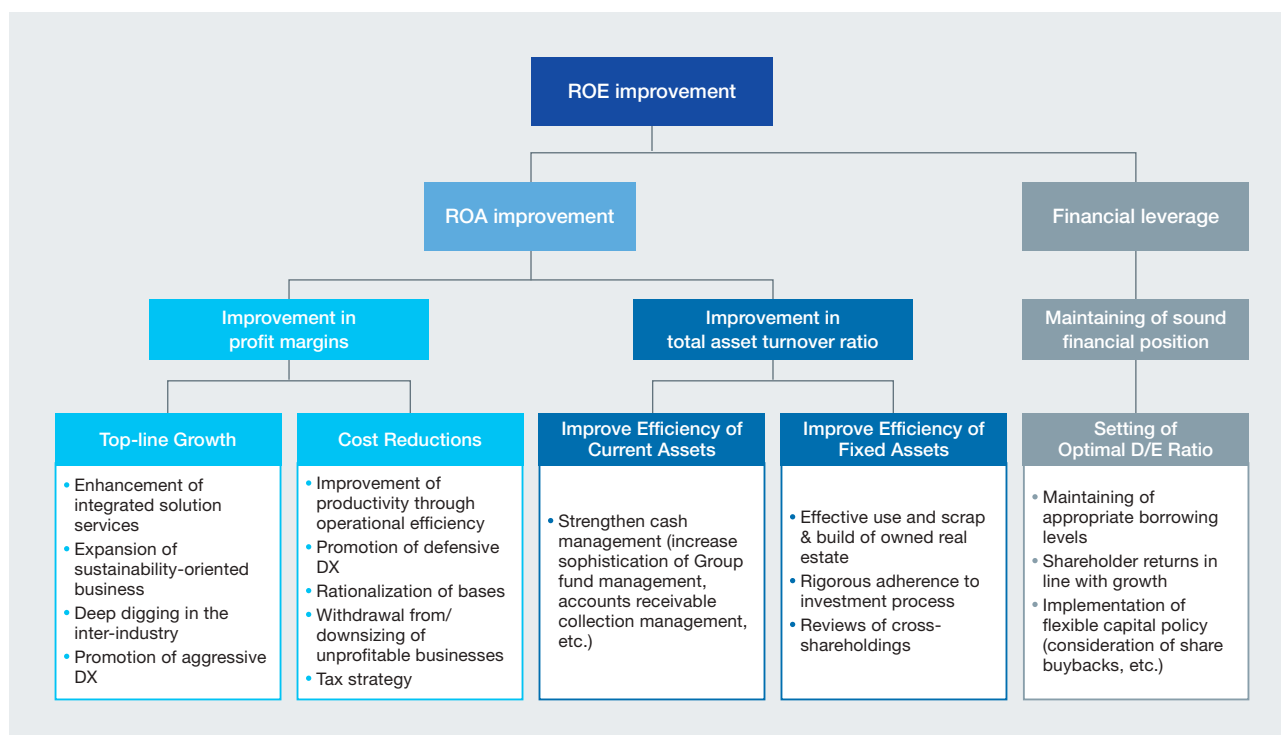 ROE improvement
ROA improvement
Financial leverage
Improvement in
profit margins
Improvement in
total asset turnover ratio
Maintaining of sound
financial position
Top-line Growth
• Enhancement of
integrated solution
services
• Expansion of
sustainability-oriented
business
• Deep digging in the
inter-industry
• Promotion of aggressive
DX
Cost Reductions
• Improvement of
productivity through
operational efficiency
• Promotion of defensive
DX
• Rationalization of bases
• Withdrawal from/
downsizing of
unprofitable businesses
• Tax strategy
Improve Efficiency of
Current Assets
• Strengthen cash
management (increase
sophistication of Group
fund management,
accounts receivable
collection management,
etc.)
Improve Efficiency of
Fixed Assets
• Effective use and scrap
& build of owned real
estate
• Rigorous adherence to
investment process
• Reviews of cross-
shareholdings
Setting of
Optimal D/E Ratio
• Maintaining of
appropriate borrowing
levels
• Shareholder returns in
line with growth
• Implementation of
flexible capital policy
(consideration of share
buybacks, etc.)